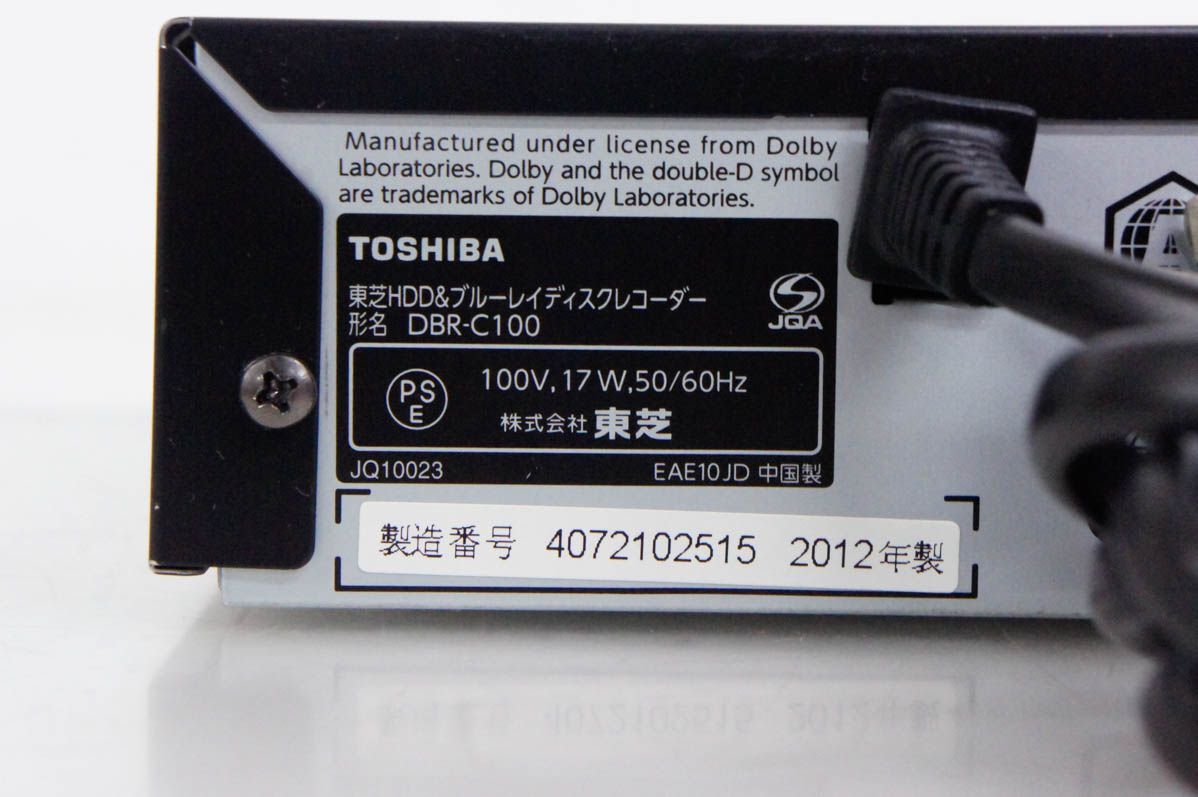 Manufactured under license from Dolby
Laboratories. Dolby and the double-D symbol
are trademarks of Dolby Laboratories.
TOSHIBA
東芝HDD&ブルーレイディスクレコーダー
形名 DBR-C100
JQA
PS
E
100V, 17W, 50/60Hz
株式会社 東芝
JQ10023
EAE10JD 中国製
製造番号 4072102515 2012年製